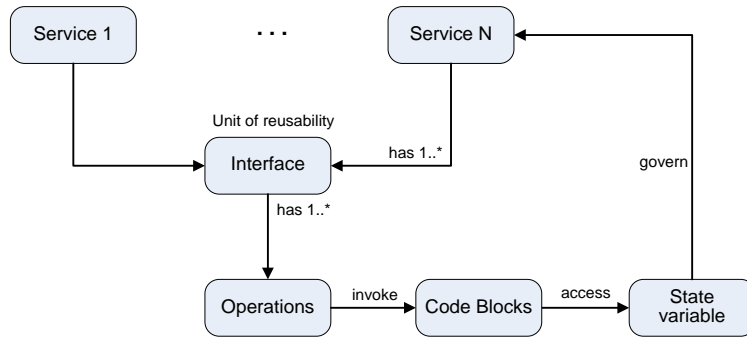 Service 1
...
Service N
Unit of reusability
Interface
has 1..*
has 1..*
govern
Operations
invoke
Code Blocks
access
State
variable